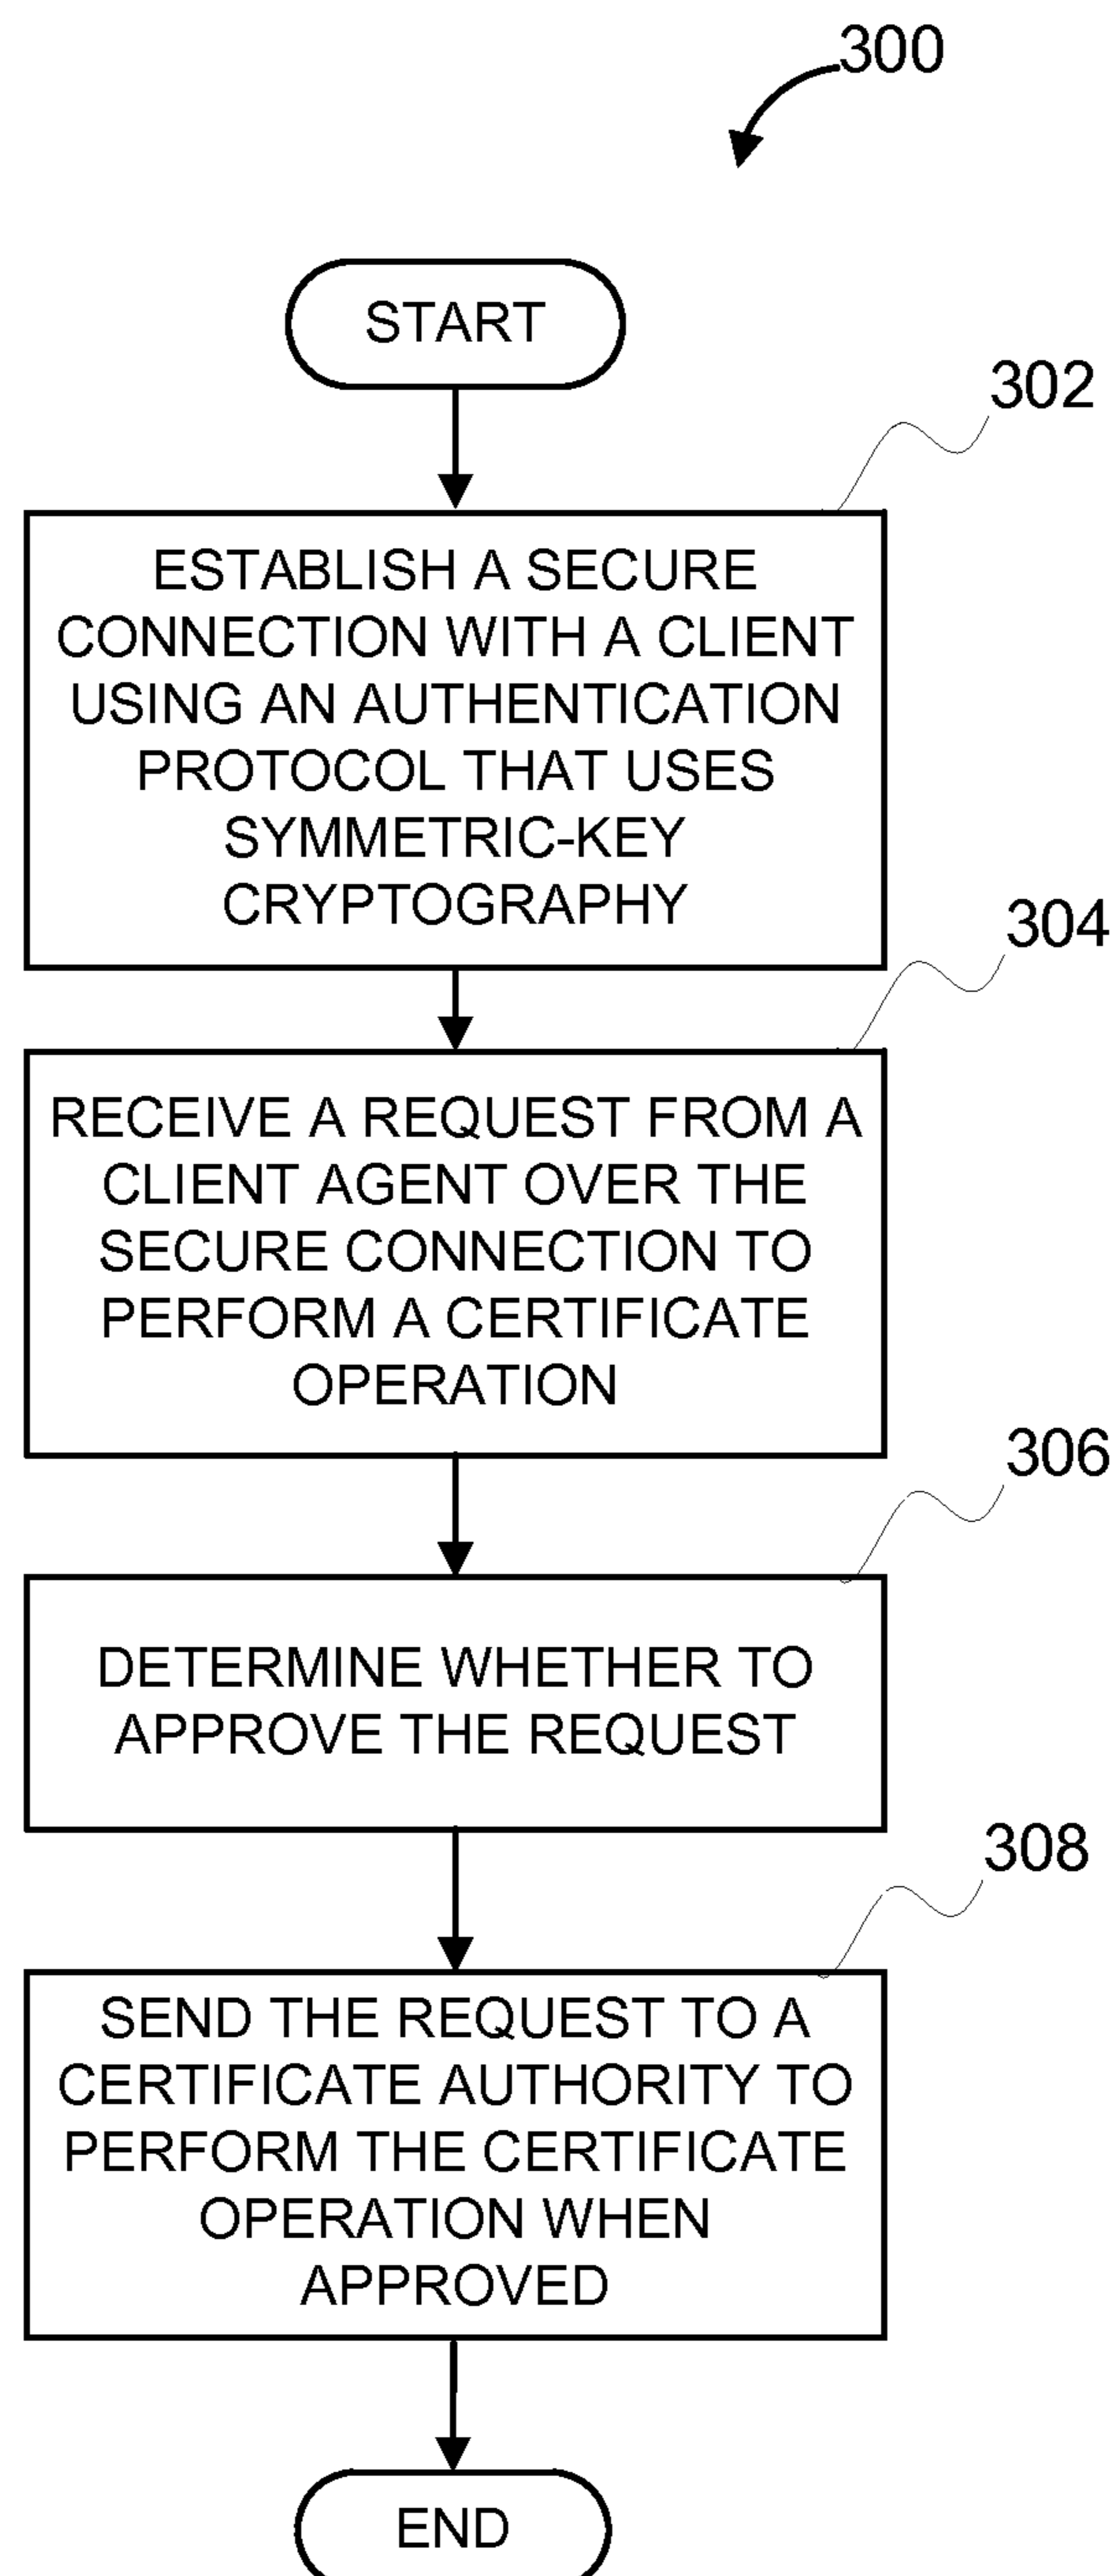 300
START
302
ESTABLISH A SECURE
CONNECTION WITH A CLIENT
USING AN AUTHENTICATION
PROTOCOL THAT USES
SYMMETRIC-KEY
CRYPTOGRAPHY
304
RECEIVE A REQUEST FROM A
CLIENT AGENT OVER THE
SECURE CONNECTION TO
PERFORM A CERTIFICATE
OPERATION
306
DETERMINE WHETHER TO
APPROVE THE REQUEST
308
SEND THE REQUEST TO A
CERTIFICATE AUTHORITY TO
PERFORM THE CERTIFICATE
OPERATION WHEN
APPROVED
END